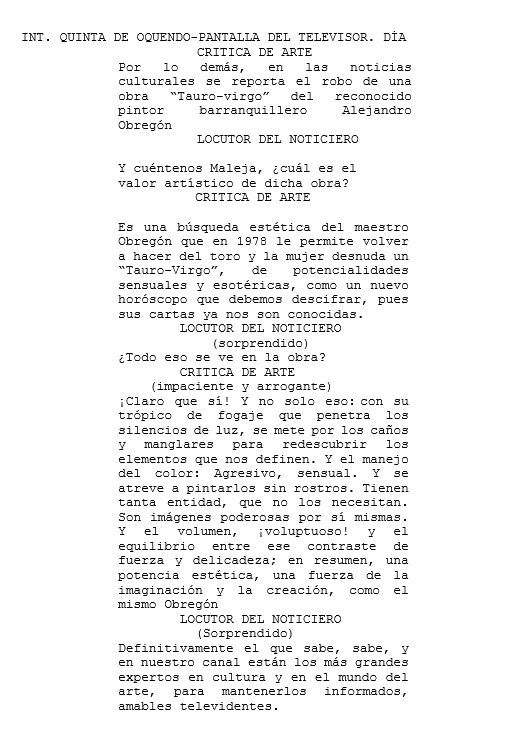 INT. QUINTA DE OQUENDO-PANTALLA DEL TELEVISOR. DÍA
CRITICA DE ARTE
Por lo demás, en las noticias
culturales se reporta el robo de una
obra “Tauro-virgo” del reconocido
pintor barranquillero Alejandro
Obregón
LOCUTOR DEL NOTICIERO
Y cuéntenos Maleja, ¿cuál es el
valor artístico de dicha obra?
CRITICA DE ARTE
Es una búsqueda estética del maestro
Obregón que en 1978 le permite volver
a hacer del toro y la mujer desnuda un
“Tauro-Virgo”, de potencialidades
sensuales y esotéricas, como un nuevo
horóscopo que debemos descifrar, pues
sus cartas ya nos son conocidas.
LOCUTOR DEL NOTICIERO
(sorprendido)
¿Todo eso se ve en la obra?
CRITICA DE ARTE
(impaciente y arrogante)
¡Claro que sí! Y no solo eso: con su
trópico de fogaje que penetra los
silencios de luz, se mete por los caños
y manglares para redescubrir los
elementos que nos definen. Y el manejo
del color: Agresivo, sensual. Y se
atreve a pintarlos sin rostros. Tienen
tanta entidad, que no los necesitan.
Son imágenes poderosas por sí mismas.
Y el volumen, ¡voluptuoso! y el
equilibrio entre ese contraste de
fuerza y delicadeza; en resumen, una
potencia estética, una fuerza de la
imaginación y la creación, como el
mismo Obregón
LOCUTOR DEL NOTICIERO
(Sorprendido)
Definitivamente el que sabe, sabe, y
en nuestro canal están los más grandes
expertos en cultura y en el mundo del
arte, para mantenerlos informados,
amables televidentes.